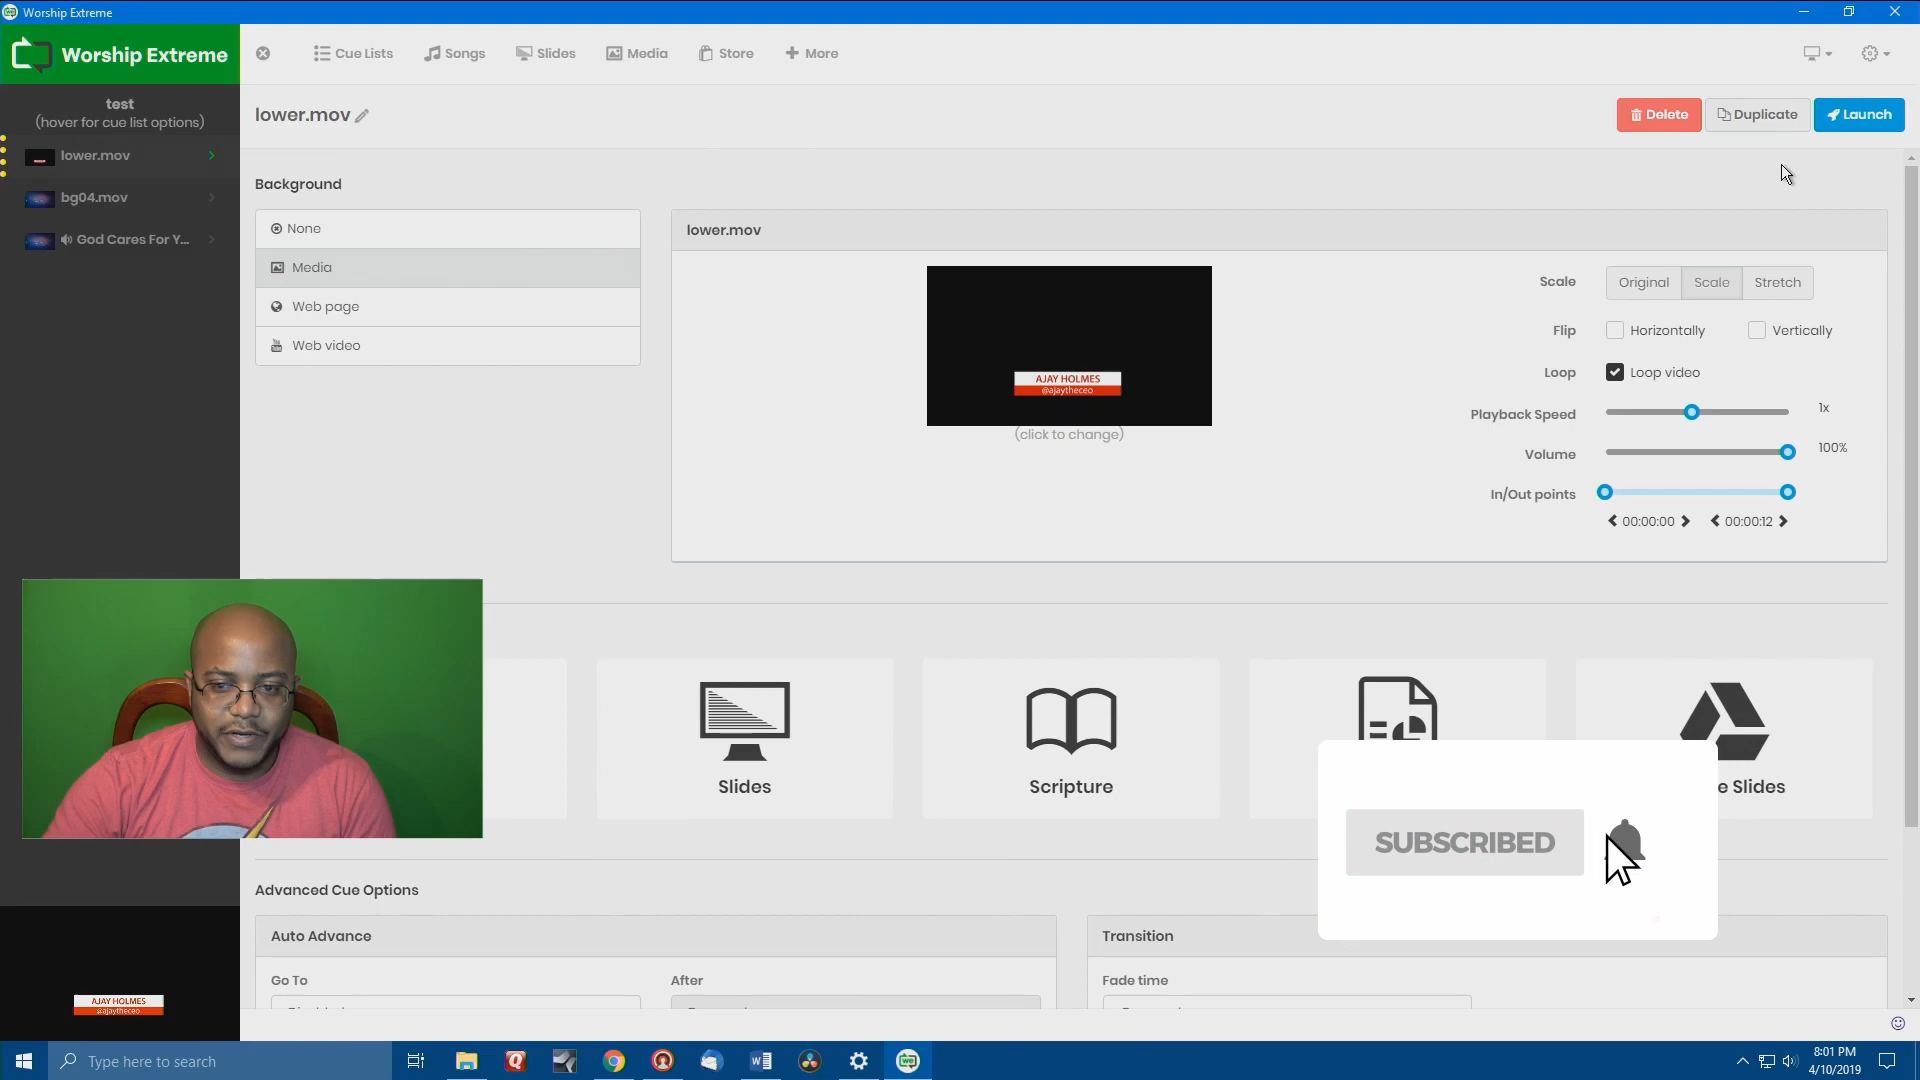 Worship Extreme
Worship Extreme
Cue Lists
Songs
Slides
Media
Store
More
test
(hover for cue list options)
lower.mov
bg04.mov
God Cares For Y...
lower.mov
Delete
Duplicate
Launch
Background
None
Media
Web page
Web video
lower.mov
AJAY HOLMES
@ajaytheceo
(click to change)
Scale
Original
Scale
Stretch
Flip
Horizontally
Vertically
Loop
Loop video
Playback Speed
1x
Volume
100%
In/Out points
00:00:00
00:00:12
Slides
Scripture
e Slides
SUBSCRIBED
Advanced Cue Options
Auto Advance
Go To
After
Transition
Fade time
AJAY HOLMES
@ajaytheceo
Type here to search
8:01 PM
4/10/2019